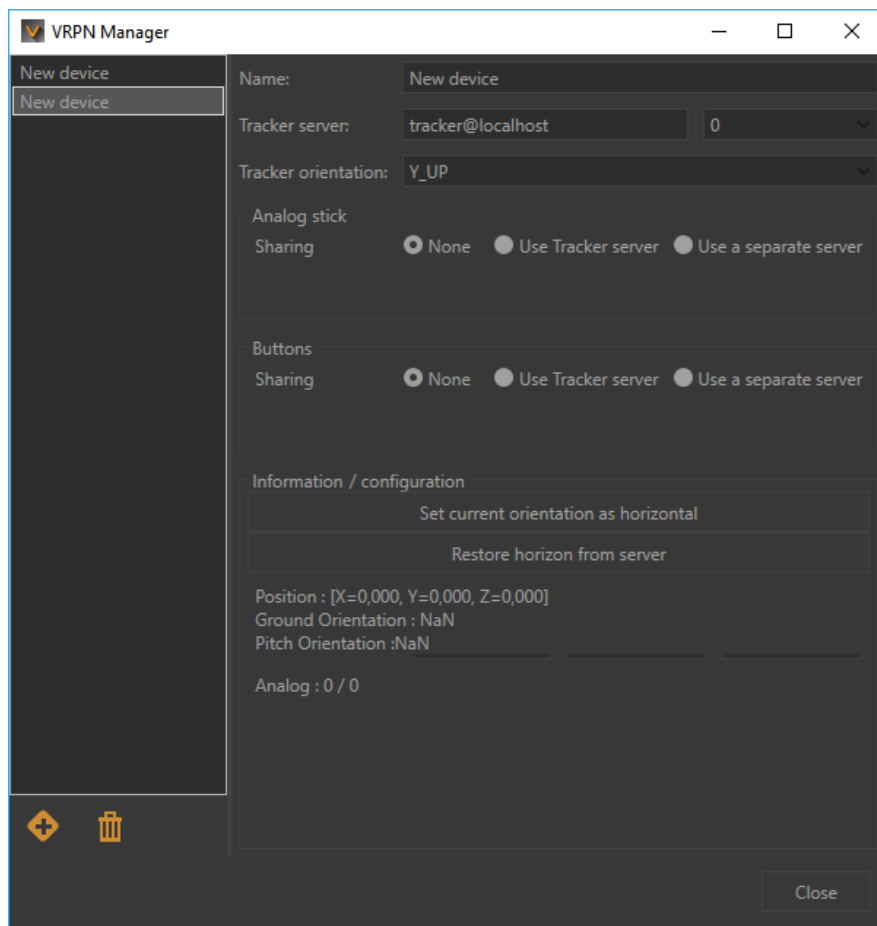 VRPN Manager
New device
New device
Name: New device
Tracker server: tracker@localhost 0
Tracker orientation: Y_UP
Analog stick
Sharing None Use Tracker server Use a separate server
Buttons
Sharing None Use Tracker server Use a separate server
Information / configuration
Set current orientation as horizontal
Restore horizon from server
Position : [X=0,000, Y=0,000, Z=0,000]
Ground Orientation : NaN
Pitch Orientation :NaN
Analog : 0 / 0
Close